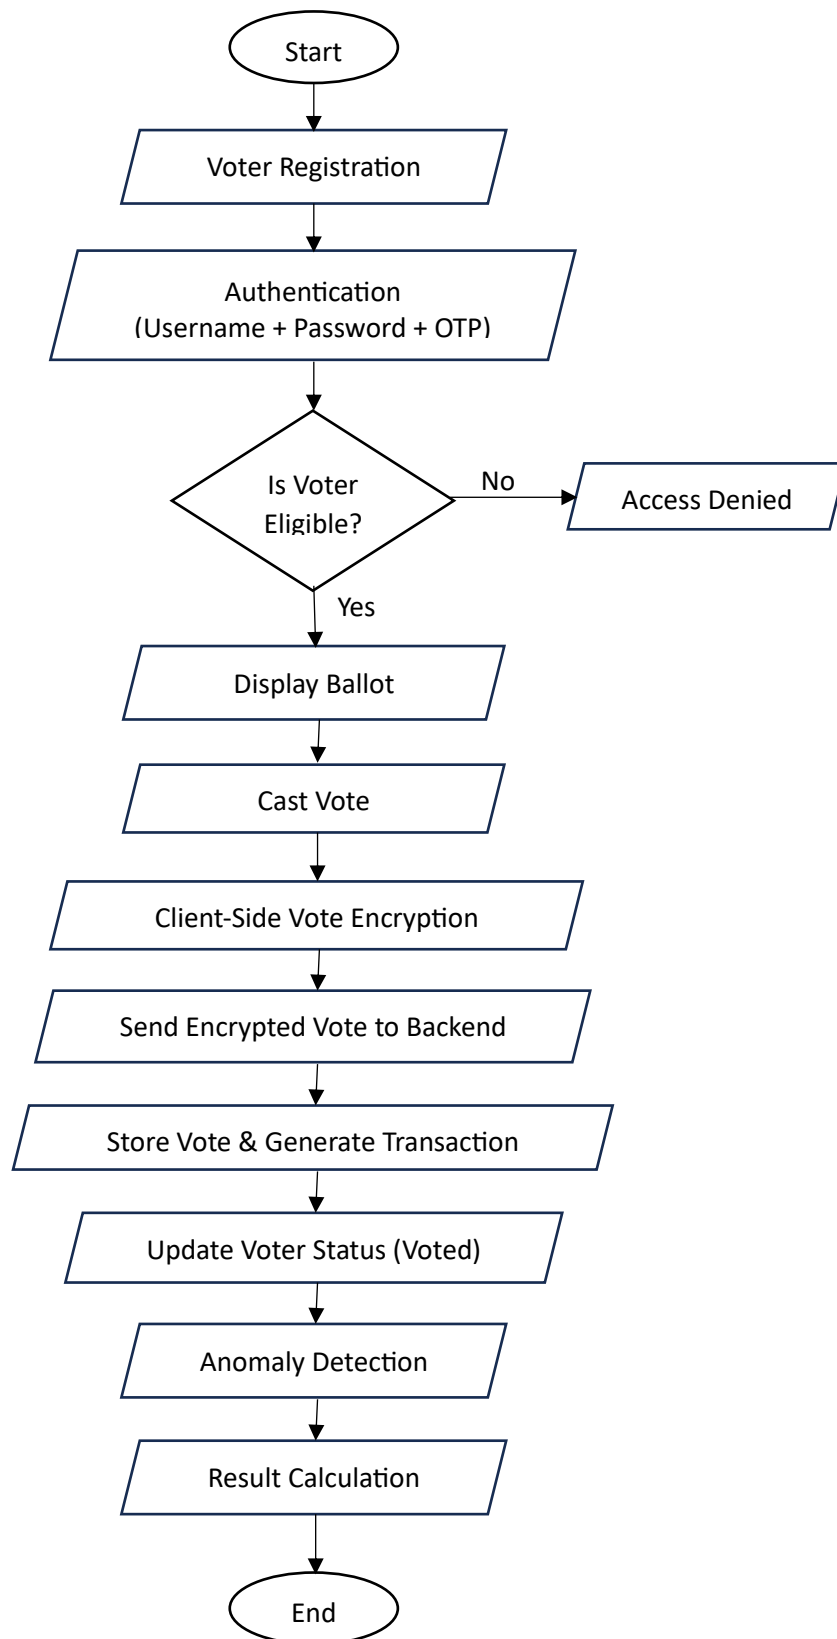 Start
Voter Registration
Authentication
(Username + Password + OTP)
Is Voter
Eligible?
No
Access Denied
Yes
Display Ballot
Cast Vote
Client-Side Vote Encryption
Send Encrypted Vote to Backend
Store Vote & Generate Transaction
Update Voter Status (Voted)
Anomaly Detection
Result Calculation
End